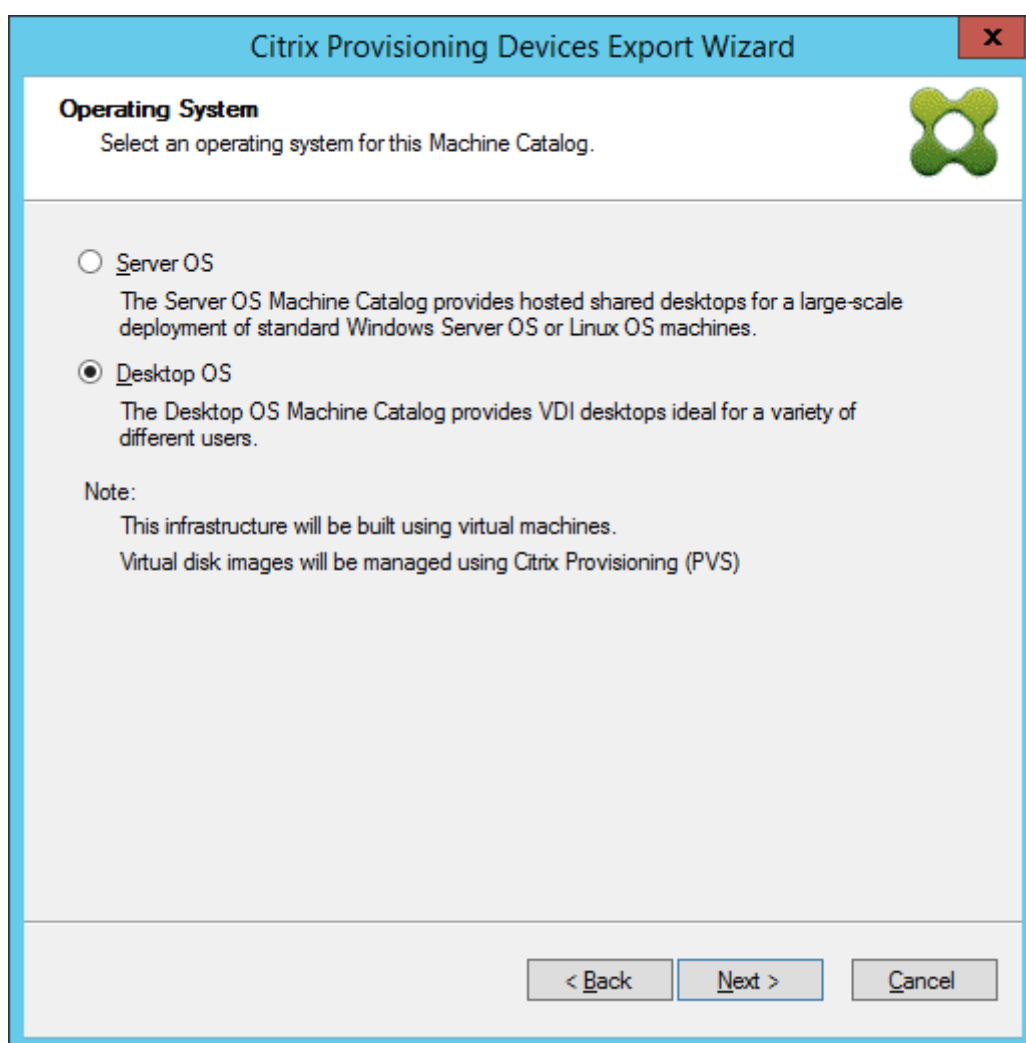 Citrix Provisioning Devices Export Wizard
x
Operating System
Select an operating system for this Machine Catalog.
Server OS
The Server OS Machine Catalog provides hosted shared desktops for a large-scale
deployment of standard Windows Server OS or Linux OS machines.
Desktop OS
The Desktop OS Machine Catalog provides VDI desktops ideal for a variety of
different users.
Note:
This infrastructure will be built using virtual machines.
Virtual disk images will be managed using Citrix Provisioning (PVS)
< Back
Next >
Cancel